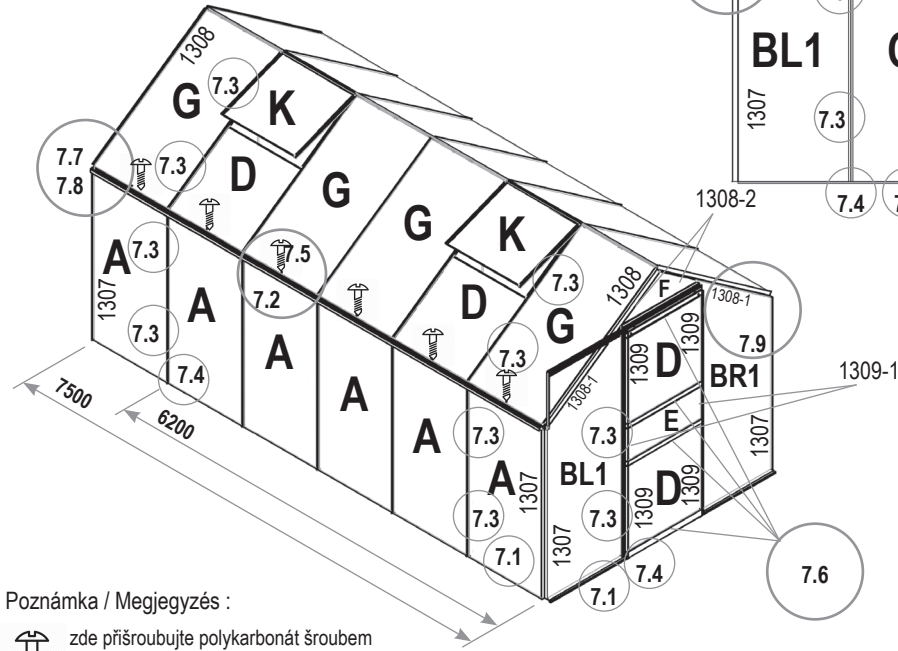 BL1
1307
7.3
7.4
1308
G
7.3
K
7.7
7.8
7.3
D
G
G
K
1308-2
7.5
7.2
D
7.3
1308
F
1308-1
7.9
G
7.3
A
7.3
1307
7.3
7.4
A
A
A
A
7.3
A
7.3
1307
7.1
1308-1
BL1
7.3
7.3
1307
1309
1309
D
E
D
1309
1309
BR1
1307
1309-1
7.1
7.4
7.6
7500
6200
Poznámka / Megjegyzés :
zde přišroubujte polykarbonát šroubem